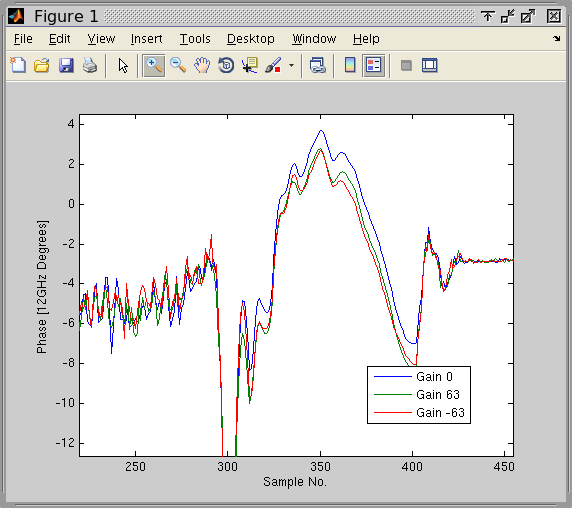 Figure 1
File Edit View Insert Tools Desktop Window Help
4
2
0
-2
-4
-6
-8
-10
-12
Phase [12GHz Degrees]
Gain 0
Gain 63
Gain -63
250 300 350 400 450
Sample No.